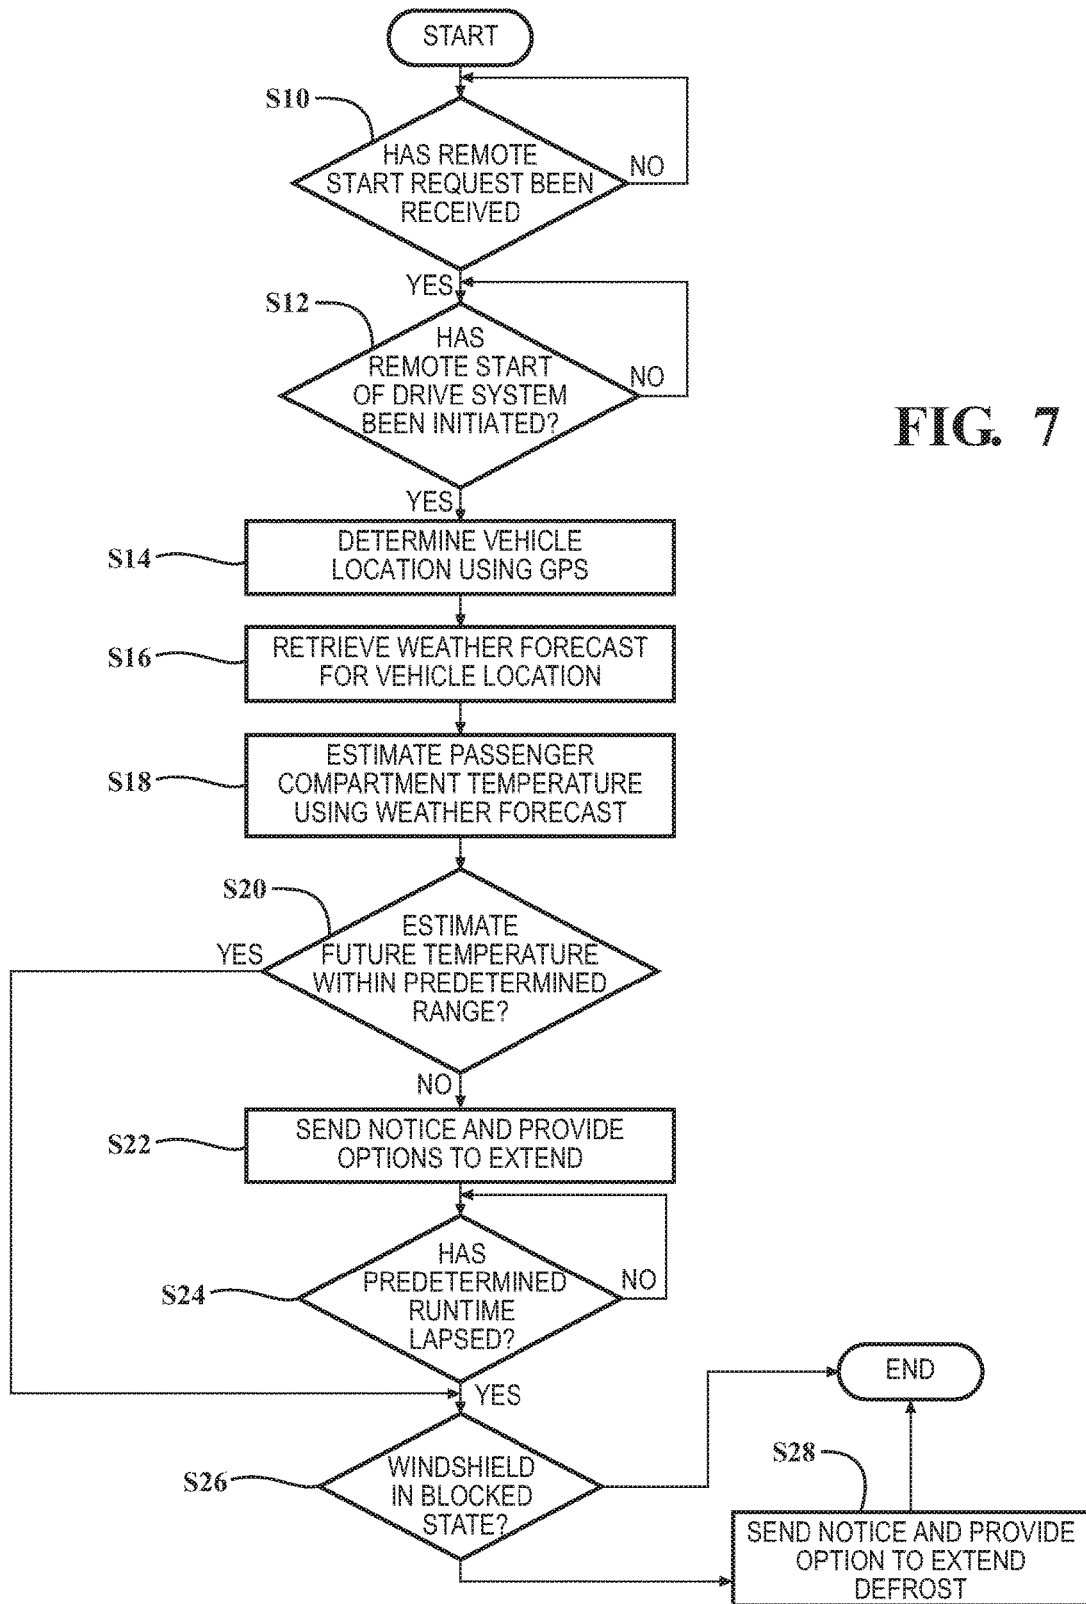 START
S10
HAS REMOTE
START REQUEST BEEN
RECEIVED
NO
YES
S12
HAS
REMOTE START
OF DRIVE SYSTEM
BEEN INITIATED?
NO
FIG. 7
YES
S14
DETERMINE VEHICLE
LOCATION USING GPS
S16
RETRIEVE WEATHER FORECAST
FOR VEHICLE LOCATION
S18
ESTIMATE PASSENGER
COMPARTMENT TEMPERATURE
USING WEATHER FORECAST
S20
YES
ESTIMATE
FUTURE TEMPERATURE
WITHIN PREDETERMINED
RANGE?
NO
S22
SEND NOTICE AND PROVIDE
OPTIONS TO EXTEND
S24
HAS
PREDETERMINED
RUNTIME
LAPSED?
NO
YES
END
S26
WINDSHIELD
IN BLOCKED
STATE?
S28
SEND NOTICE AND PROVIDE
OPTION TO EXTEND
DEFROST